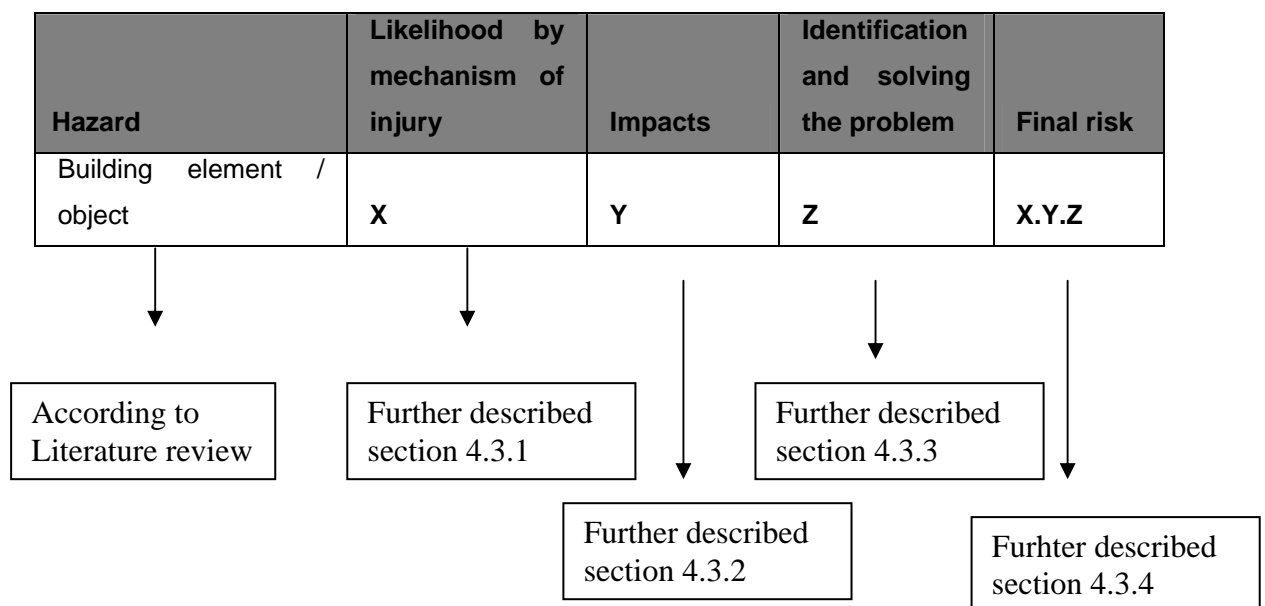 Hazard
Likelihood by
mechanism of
injury
Impacts
Identification
and solving
the problem
Final risk
Building element /
object
X
Y
Z
X.Y.Z
According to
Literature review
Further described
section 4.3.1
Further described
section 4.3.3
Further described
section 4.3.2
Furhter described
section 4.3.4